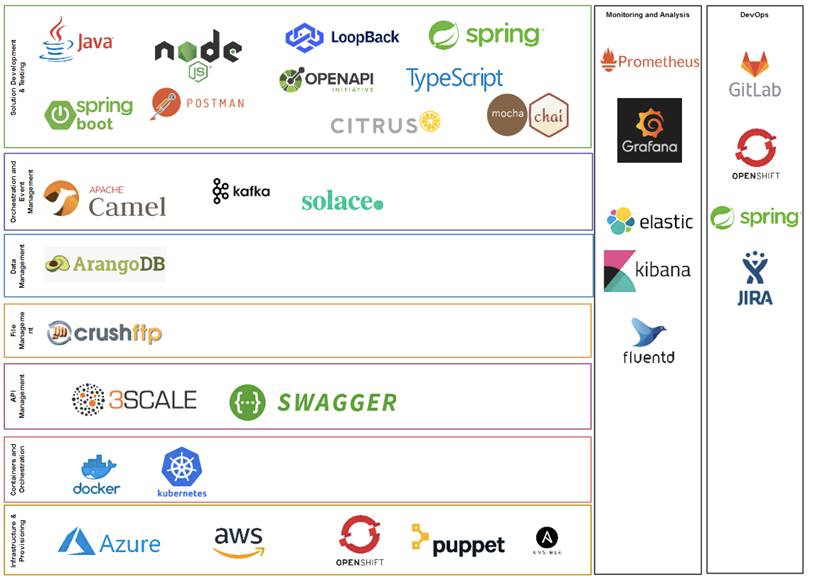 Solution Development
& Testing
Java
node
JS
LoopBack
spring
OPENAPI
INITIATIVE
TypeScript
spring
boot
POSTMAN
CITRUS
mocha
chai
Orchestration and
Event
Management
APACHE
Camel
kafka
solace.
Data
Management
ArangoDB
File
Manageme
nt
crushftp
API
Management
3SCALE
{···} SWAGGER
Containers and
Orchestration
docker
kubernetes
Infrastructure &
Provisioning
Azure
aws
OPENSHIFT
puppet
ANSIBLE
Monitoring and Analysis
Prometheus
Grafana
elastic
kibana
fluentd
DevOps
GitLab
OPENSHIFT
spring
JIRA